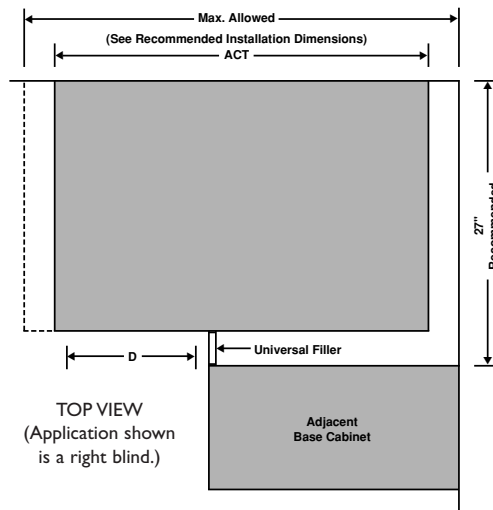 Max. Allowed
(See Recommended Installation Dimensions)
ACT
27"
Recommended
D
Universal Filler
TOP VIEW
(Application shown
is a right blind.)
Adjacent
Base Cabinet